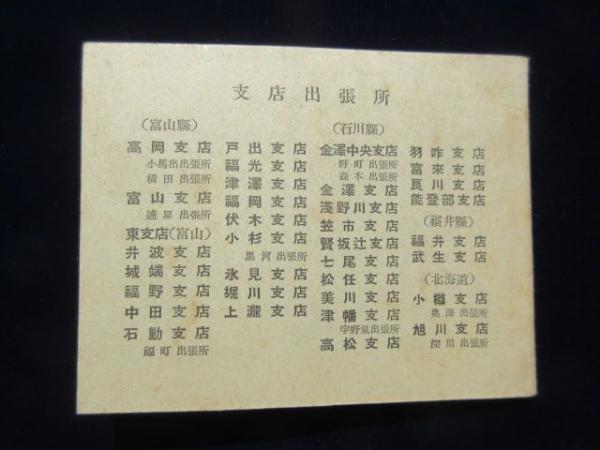 支店出張所
（富山縣）
高岡支店
小馬出出張所
横田出張所
富山支店
速星出張所
東支店（富山）
井波支店
城端支店
福野支店
中田支店
石動支店
福町出張所
戸出支店
福光支店
津澤支店
福岡支店
伏木支店
小杉支店
黒河出張所
氷見支店
堀川支店
上瀧支店
（石川縣）
金澤中央支店
野町出張所
森本出張所
金澤支店
淺野川支店
笠市支店
賢坂辻支店
七尾支店
松任支店
美川支店
津幡支店
宇野氣出張所
高松支店
羽咋支店
富來支店
能登部支店
（福井縣）
福井支店
武生支店
（北海道）
小樽支店
奥澤出張所
旭川支店
深川出張所